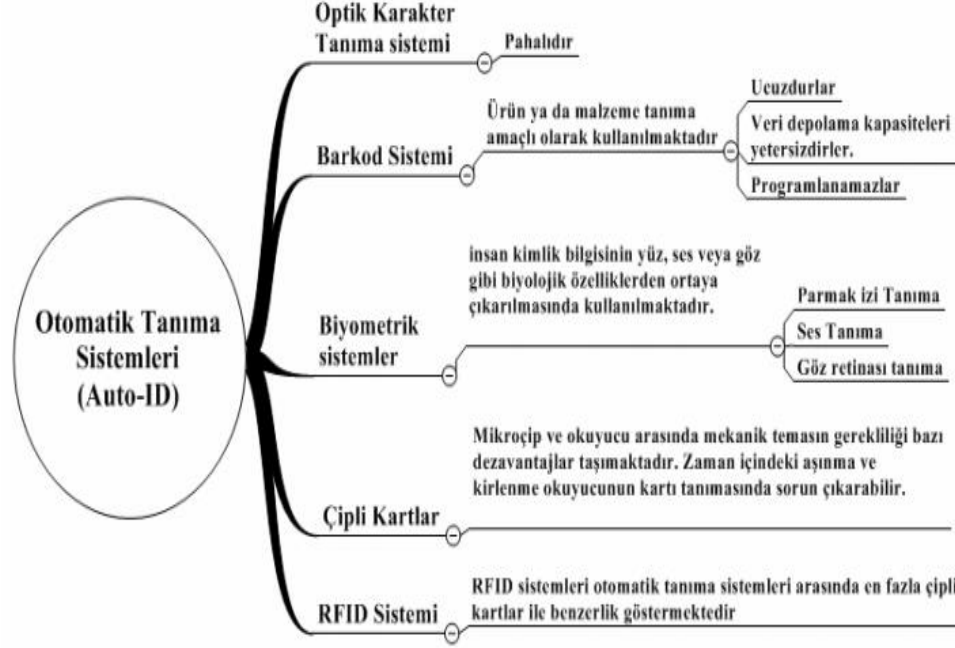 Otomatik Tanıma
Sistemleri
(Auto-ID)
Optik Karakter
Tanıma sistemi
Pahalıdır
Barkod Sistemi
Ürün ya da malzeme tanıma
amaçlı olarak kullanılmaktadır
Ucuzdurlar
Veri depolama kapasiteleri
yetersizdirler.
Programlanamazlar
Biyometrik
sistemler
insan kimlik bilgisinin yüz, ses veya göz
gibi biyolojik özelliklerden ortaya
çıkarılmasında kullanılmaktadır.
Parmak izi Tanıma
Ses Tanıma
Göz retinası tanıma
Çipli Kartlar
Mikroçip ve okuyucu arasında mekanik temasın gerekliliği bazı
dezavantajlar taşımaktadır. Zaman içindeki aşınma ve
kirlenme okuyucunun kartı tanımasında sorun çıkarabilir.
RFID Sistemi
RFID sistemleri otomatik tanıma sistemleri arasında en fazla çipli
kartlar ile benzerlik göstermektedir